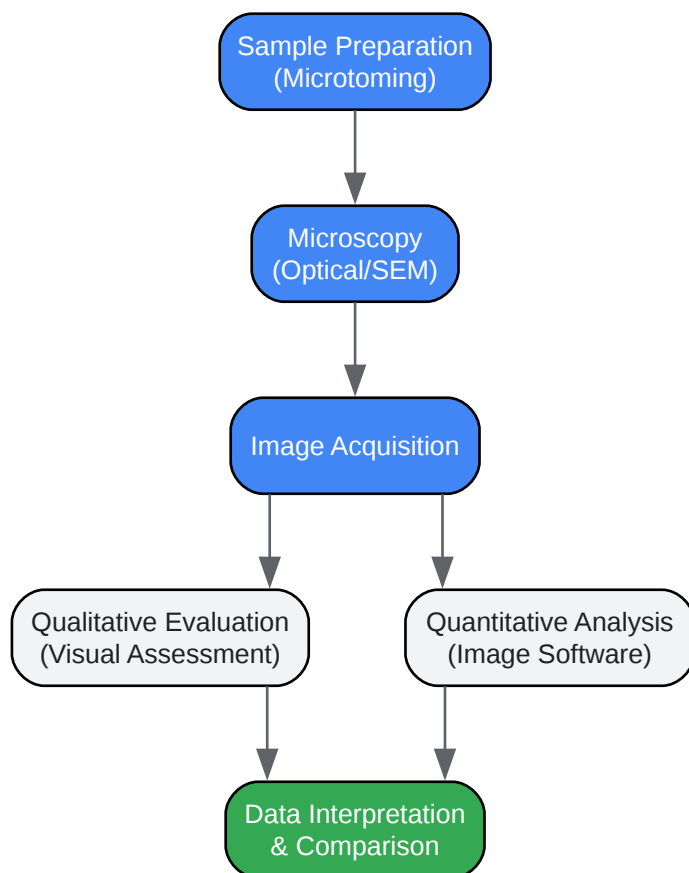 Sample Preparation
(Microtoming)
Microscopy
(Optical/SEM)
Image Acquisition
Qualitative Evaluation
(Visual Assessment)
Quantitative Analysis
(Image Software)
Data Interpretation
& Comparison